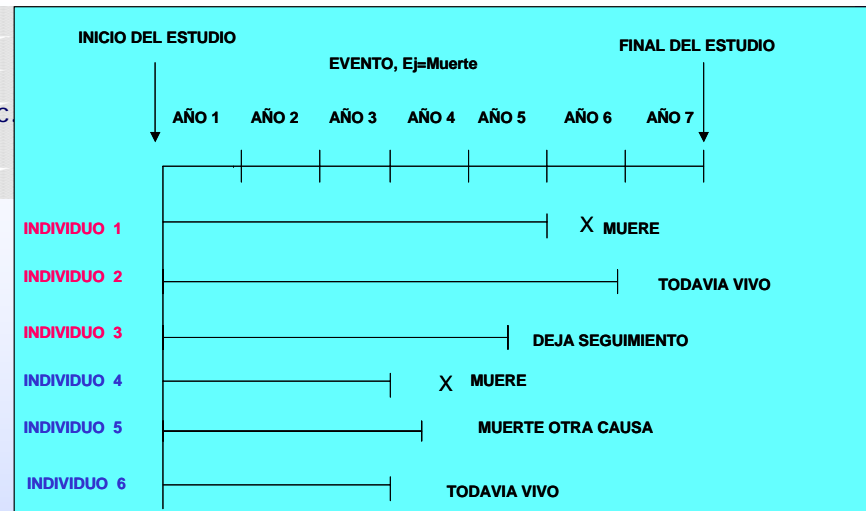 INICIO DEL ESTUDIO
FINAL DEL ESTUDIO
EVENTO, Ej=Muerte
C.
AÑO 1 AÑO 2 AÑO 3 AÑO 4 AÑO 5 AÑO 6 AÑO 7
INDIVIDUO 1 X MUERE
INDIVIDUO 2 TODAVIA VIVO
INDIVIDUO 3 DEJA SEGUIMIENTO
INDIVIDUO 4 X MUERE
INDIVIDUO 5 MUERTE OTRA CAUSA
INDIVIDUO 6 TODAVIA VIVO